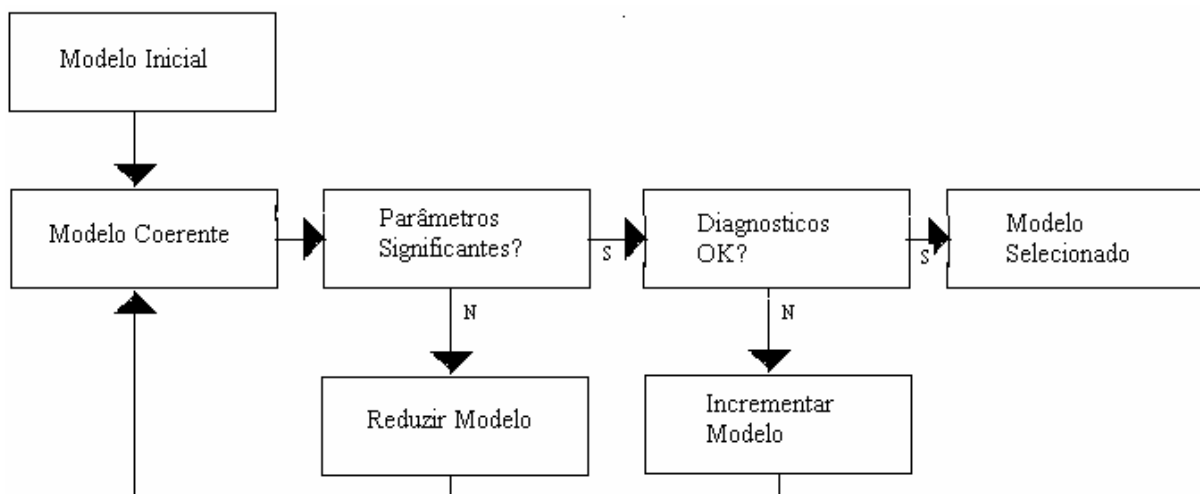 Modelo Inicial
Modelo Coerente
Parâmetros
Significantes?
S
Diagnosticos
OK?
S
Modelo
Selecionado
N
N
Reduzir Modelo
Incrementar
Modelo